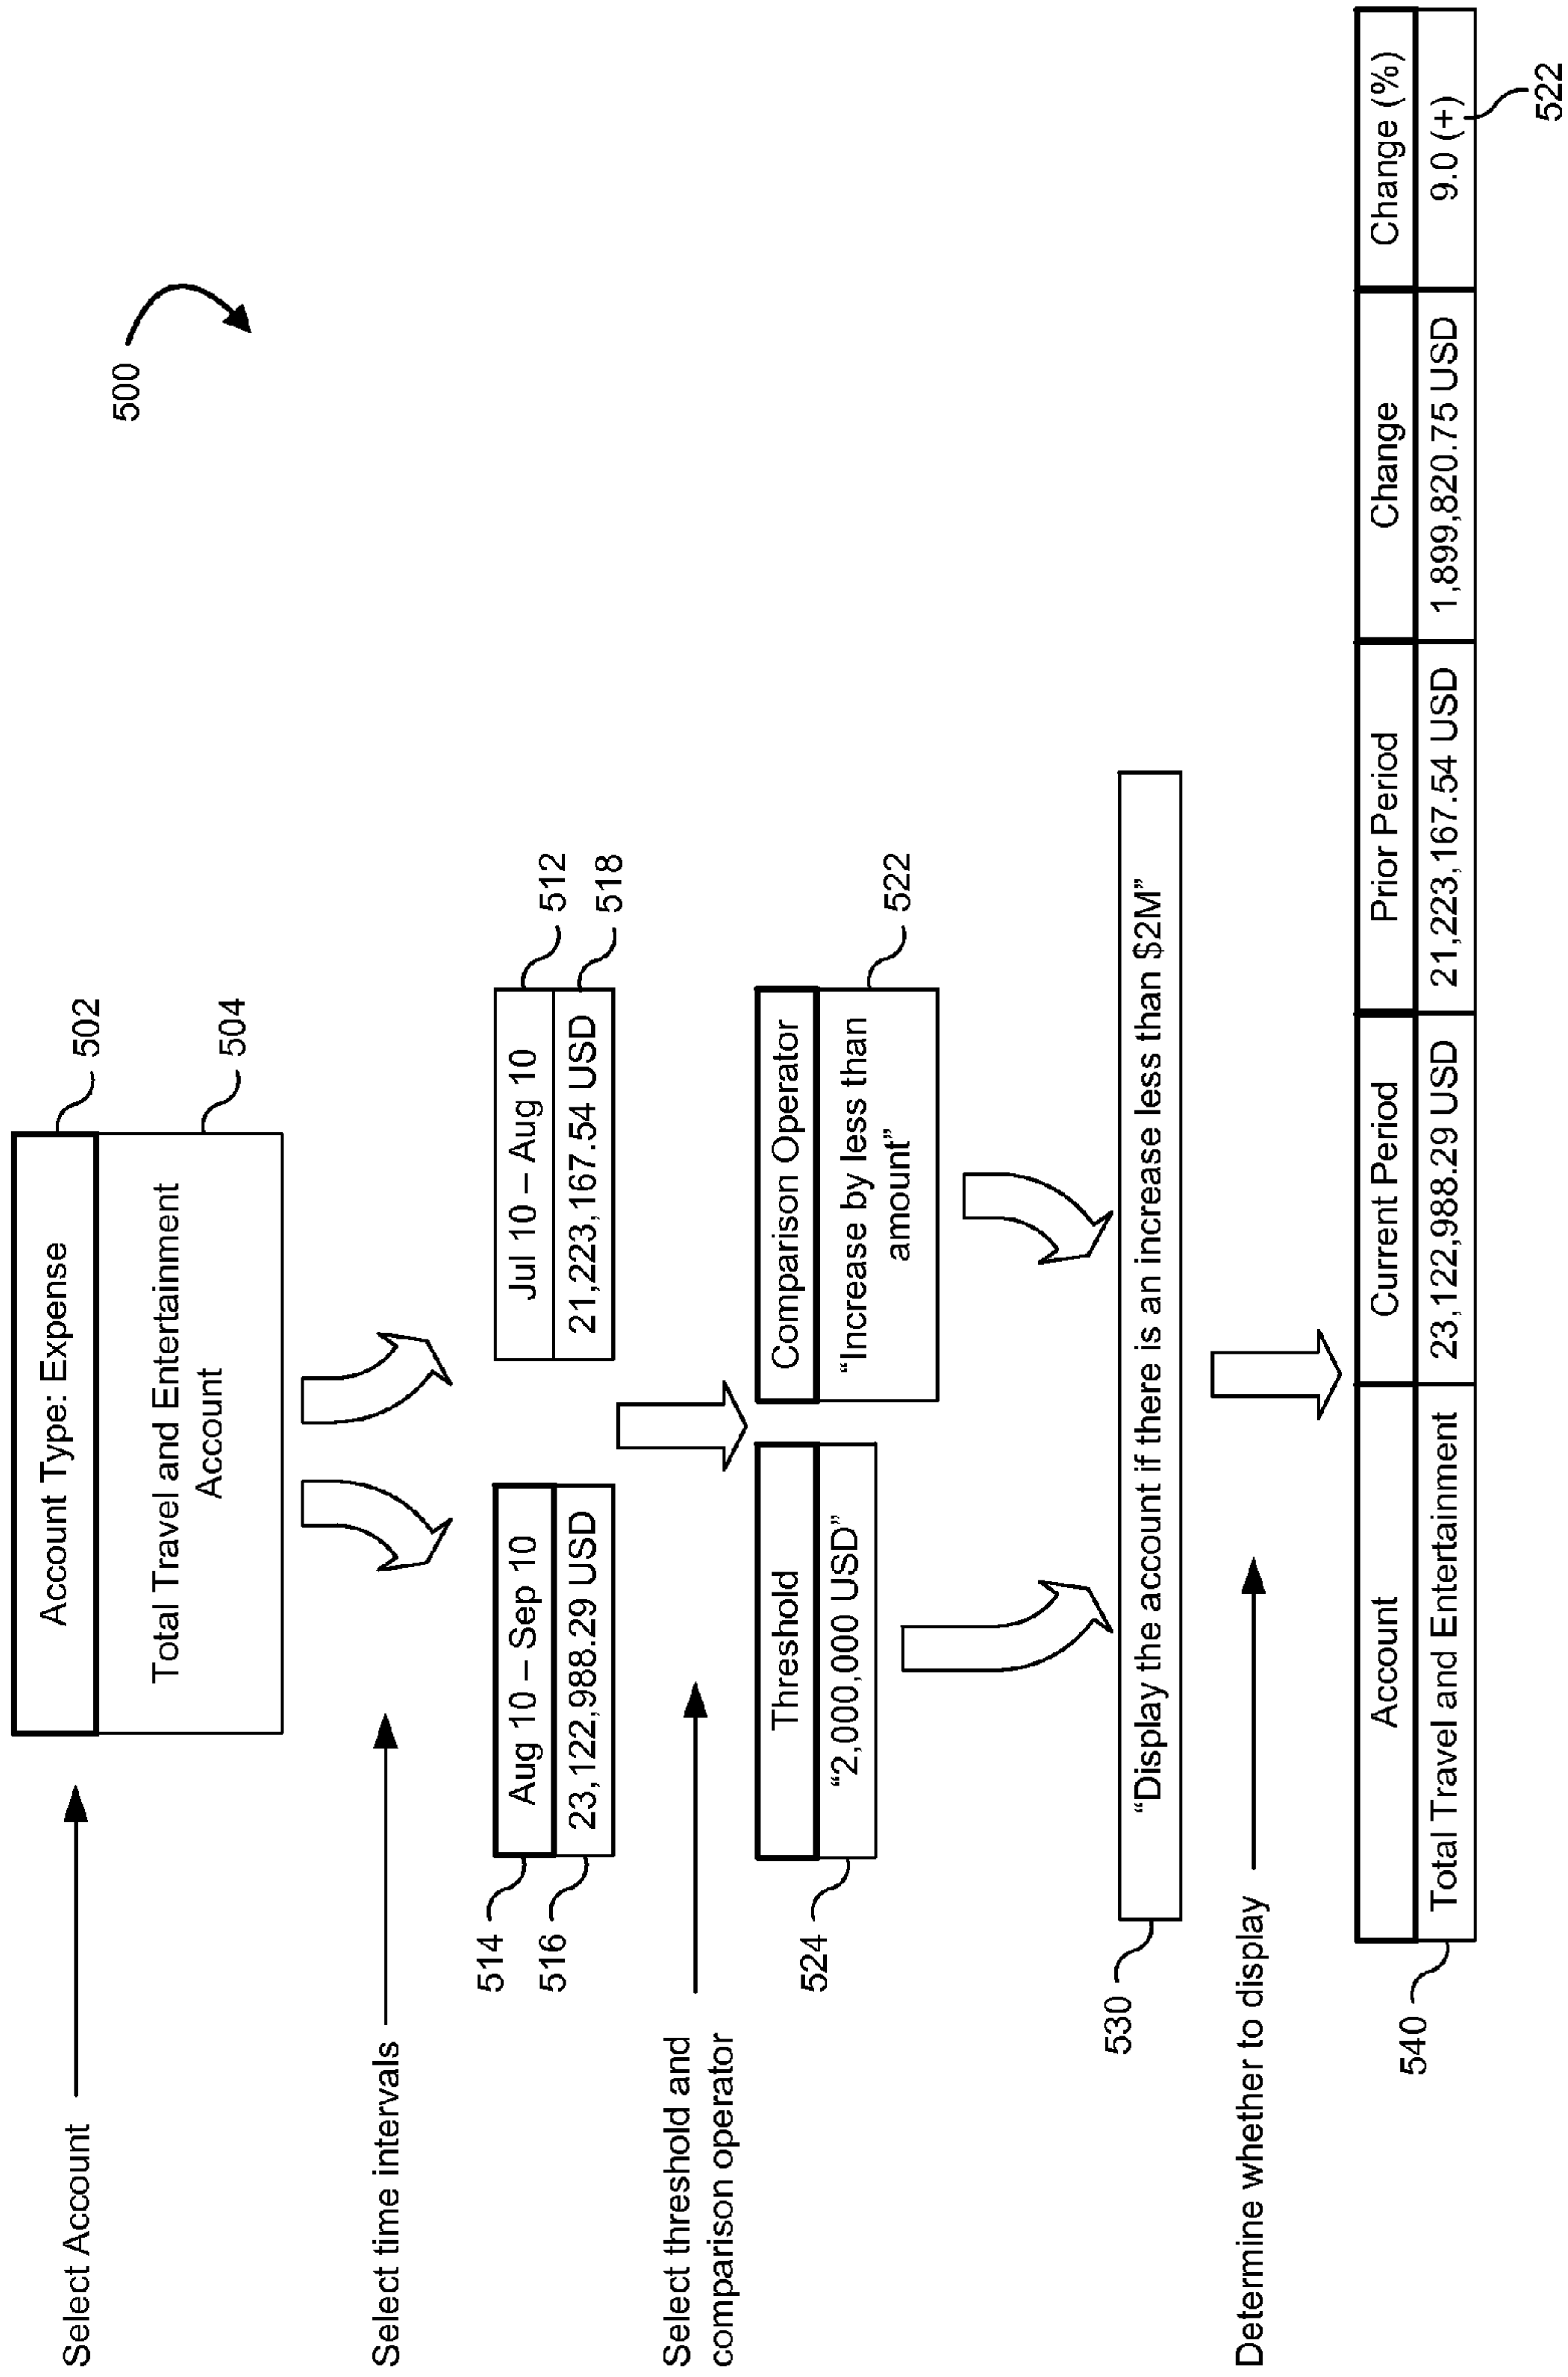 500
Select Account
Account Type: Expense
502
Total Travel and Entertainment
Account
504
Select time intervals
514
Aug 10 – Sep 10
516
23,122,988.29 USD
Jul 10 – Aug 10
512
21,223,167.54 USD
518
Select threshold and
comparison operator
Threshold
524
“2,000,000 USD”
Comparison Operator
“Increase by less than
amount”
522
530
“Display the account if there is an increase less than $2M”
Determine whether to display
Account Current Period Prior Period Change Change (%)
540
Total Travel and Entertainment 23,122,988.29 USD 21,223,167.54 USD 1,899,820.75 USD 9.0 (+)
522